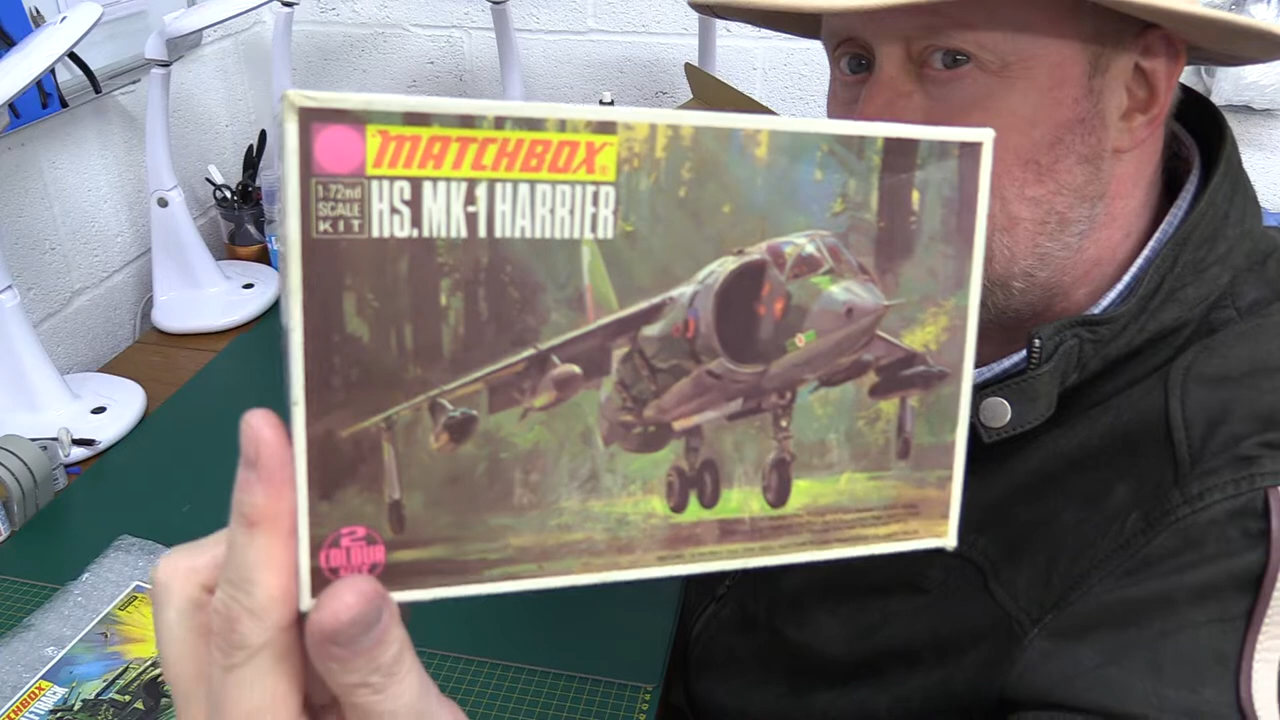 MATCHBOX
1-72nd
SCALE
KIT
HS. MK-1 HARRIER
2
COLOUR
MATCHBOX